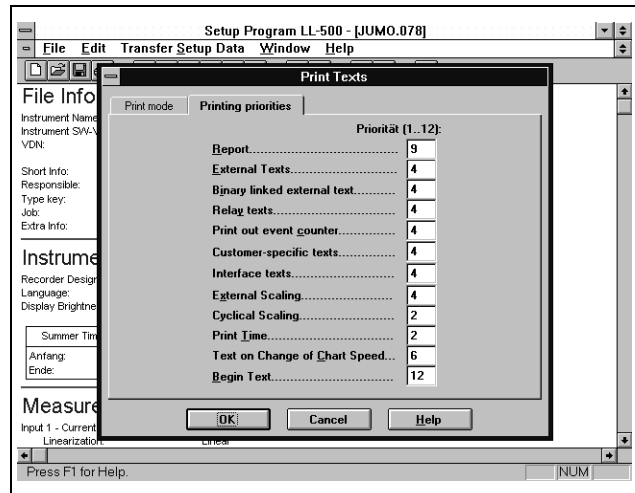 Setup Program LL-500 - [JUMO.078]
File Edit Transfer Setup Data Window Help
Print Texts
File Info
Print mode Printing priorities
Instrument Name
Instrument SW-V
VDN:
Short Info:
Responsible:
Type key:
Job:
Extra Info:
Priorität (1..12):
Report 9
External Texts 4
Binary linked external text 4
Relay texts 4
Print out event counter 4
Customer-specific texts 4
Interface texts 4
External Scaling 4
Cyclical Scaling 2
Print Time 2
Text on Change of Chart Speed... 6
Begin Text 12
Instrume
Recorder Design
Language:
Display Brightne
Summer Tim
Anfang:
Ende:
Measure
Input 1 - Current
Linearization: Linear
OK Cancel Help
Press F1 for Help. NUM